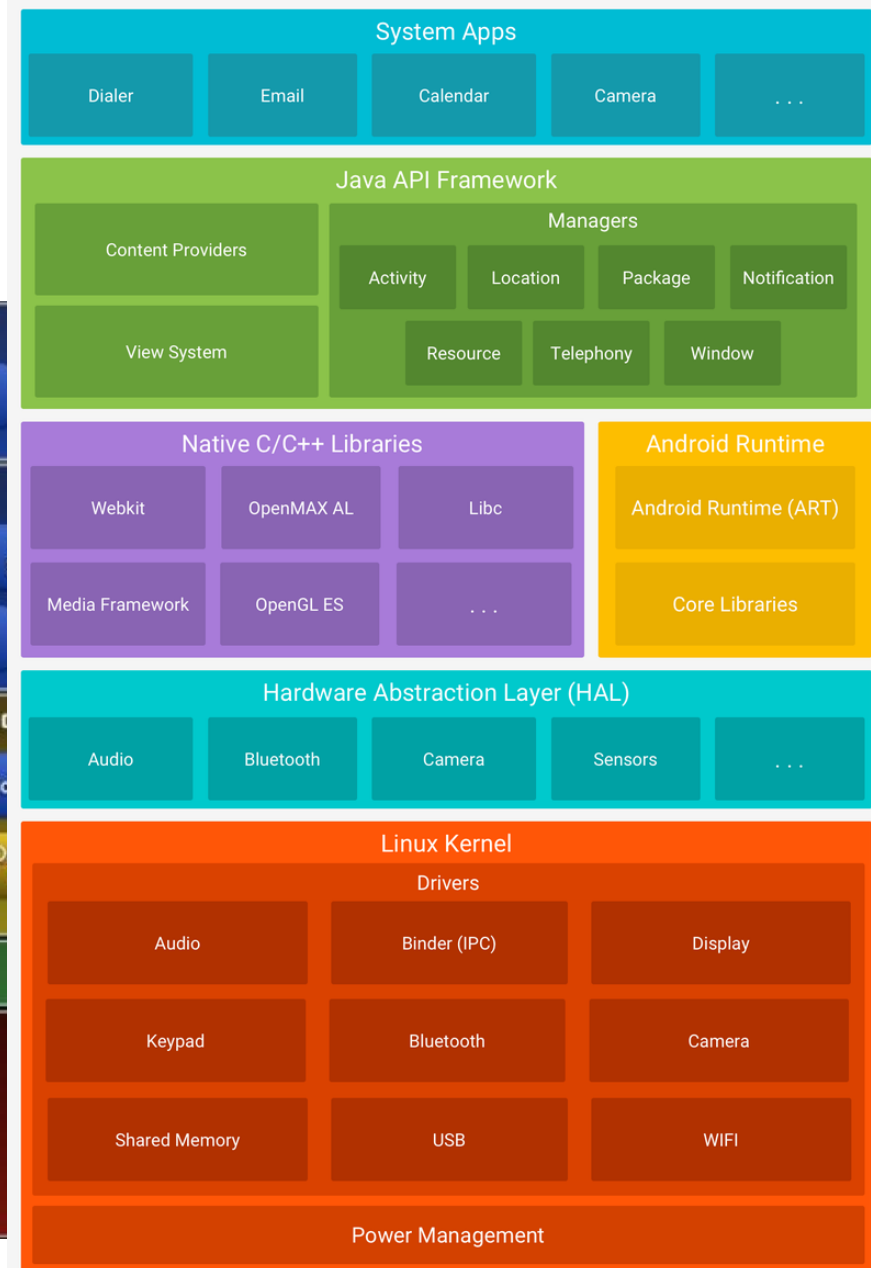 System Apps
Dialer Email Calendar Camera . . .
Java API Framework
Content Providers
View System
Managers
Activity Location Package Notification
Resource Telephony Window
Native C/C++ Libraries
Webkit OpenMAX AL Libc
Media Framework OpenGL ES . . .
Android Runtime
Android Runtime (ART)
Core Libraries
Hardware Abstraction Layer (HAL)
Audio Bluetooth Camera Sensors . . .
Linux Kernel
Drivers
Audio Binder (IPC) Display
Keypad Bluetooth Camera
Shared Memory USB WIFI
Power Management